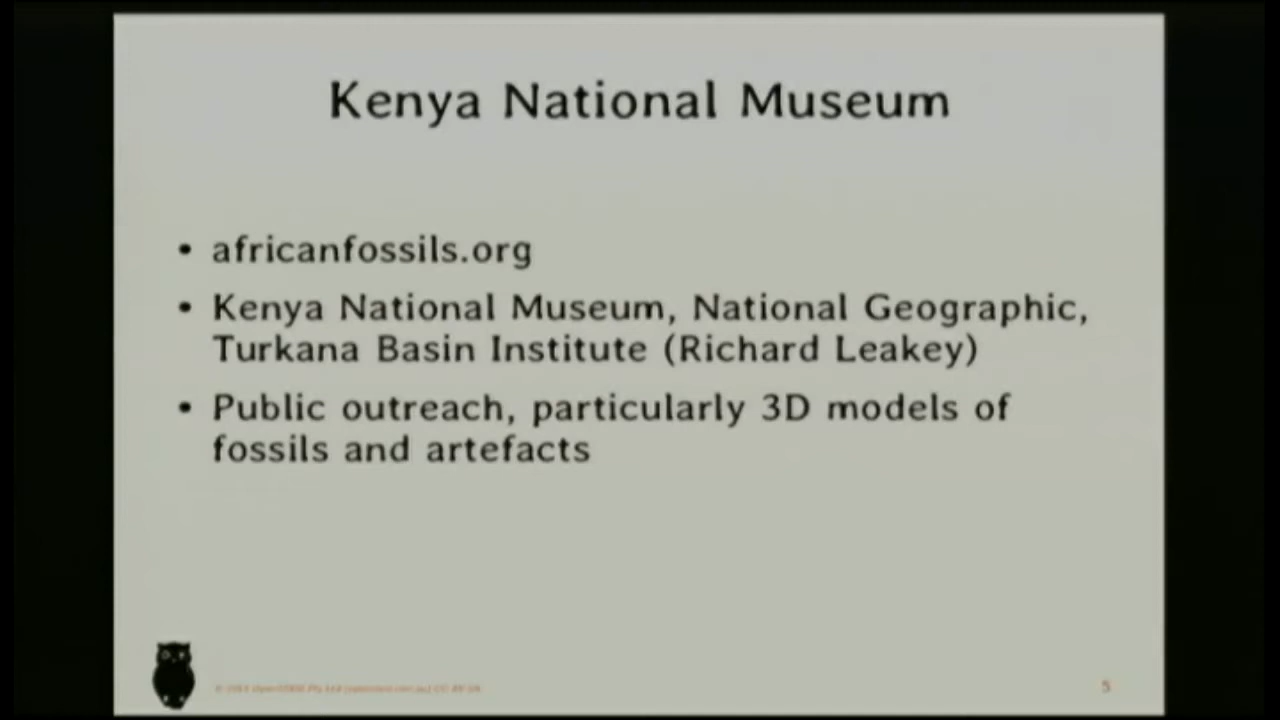 Kenya National Museum
• africanfossils.org
• Kenya National Museum, National Geographic,
Turkana Basin Institute (Richard Leakey)
• Public outreach, particularly 3D models of
fossils and artefacts
5